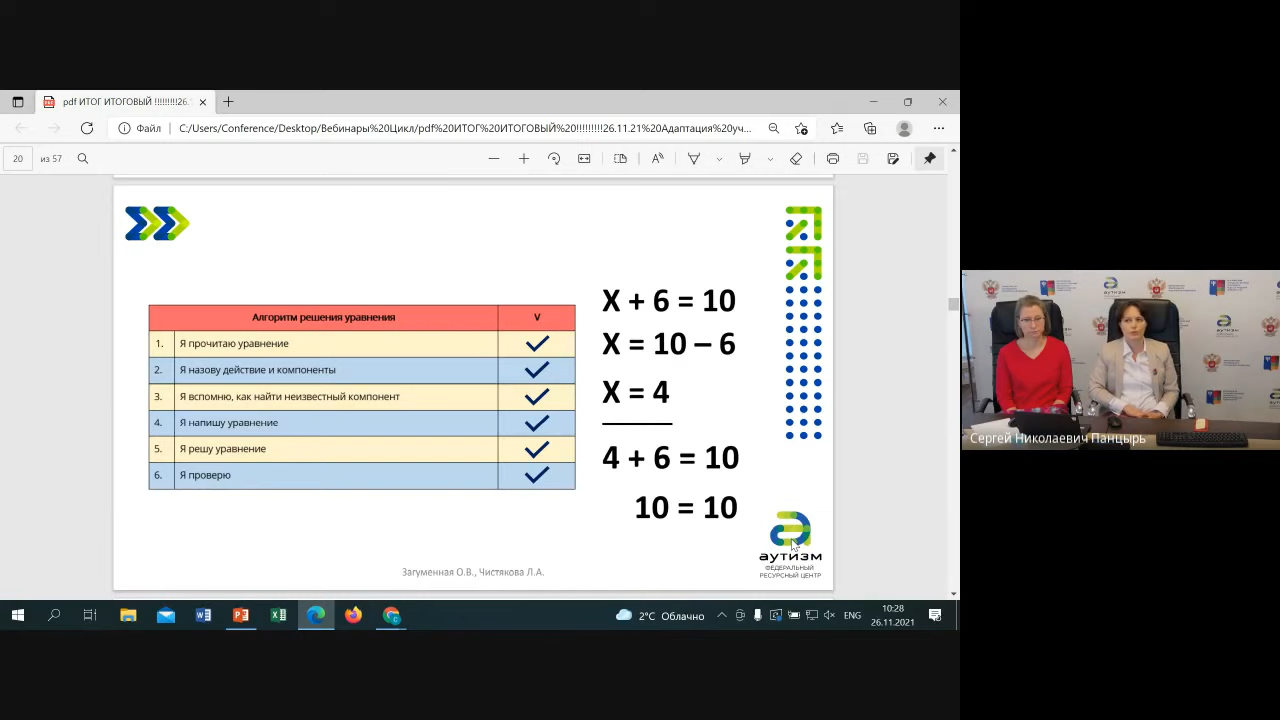 pdf ИТОГ ИТОГОВЫЙ !!!!!!!!!26.
Файл
C:/Users/Conference/Desktop/Вебинары%20Цикл/pdf%20ИТОГ%20ИТОГОВЫЙ%20!!!!!!!!!26.11.21%20Адаптация%20уч...
20 из 57
Алгоритм решения уравнения V
1. Я прочитаю уравнение
2. Я назову действие и компоненты
3. Я вспомню, как найти неизвестный компонент
4. Я напишу уравнение
5. Я решу уравнение
6. Я проверю
X + 6 = 10
X = 10 – 6
X = 4
4 + 6 = 10
10 = 10
аутизм
ФЕДЕРАЛЬНЫЙ
РЕСУРСНЫЙ ЦЕНТР
Загуменная О.В., Чистякова Л.А.
Сергей Николаевич Панцырь
2°C Облачно
ENG
10:28
26.11.2021